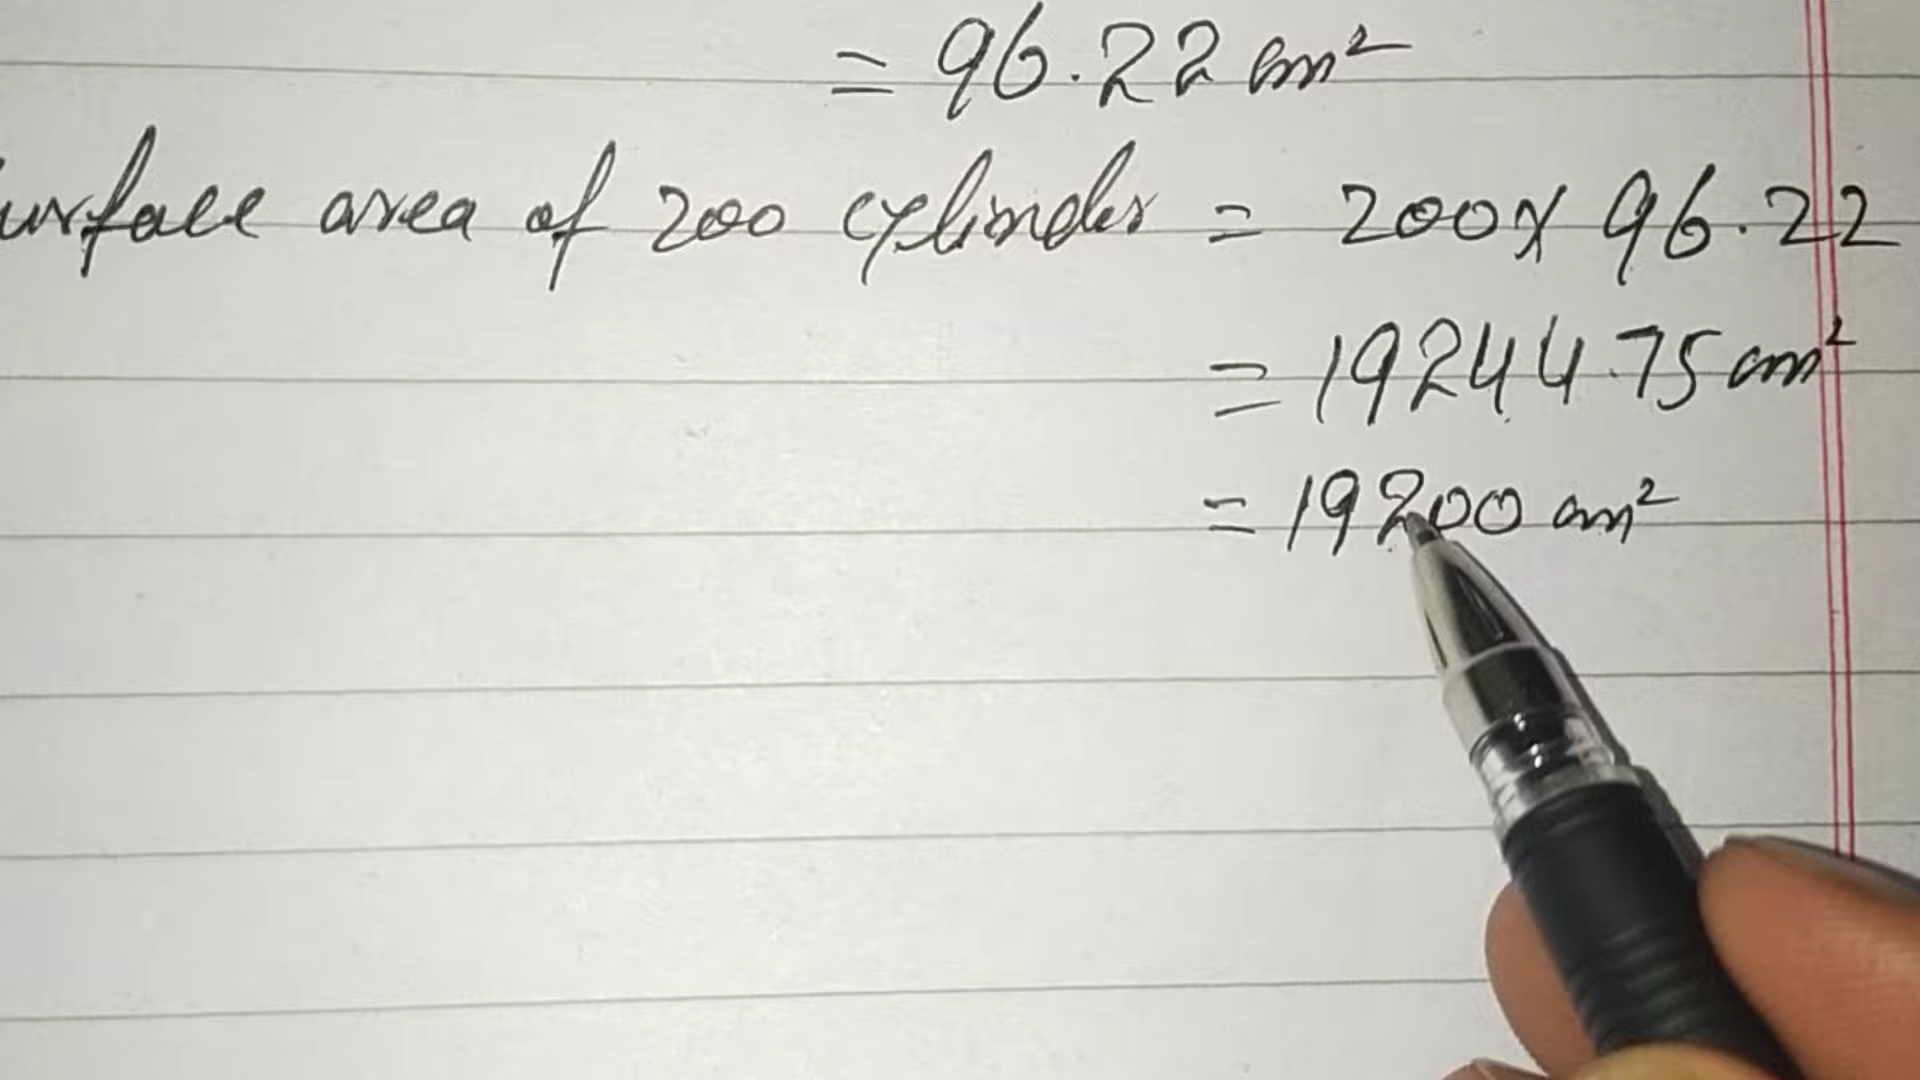 = 96.22 cm²
urface area of 200 cylinder = 200 × 96.22
= 19244.75 cm²
= 19200 cm²